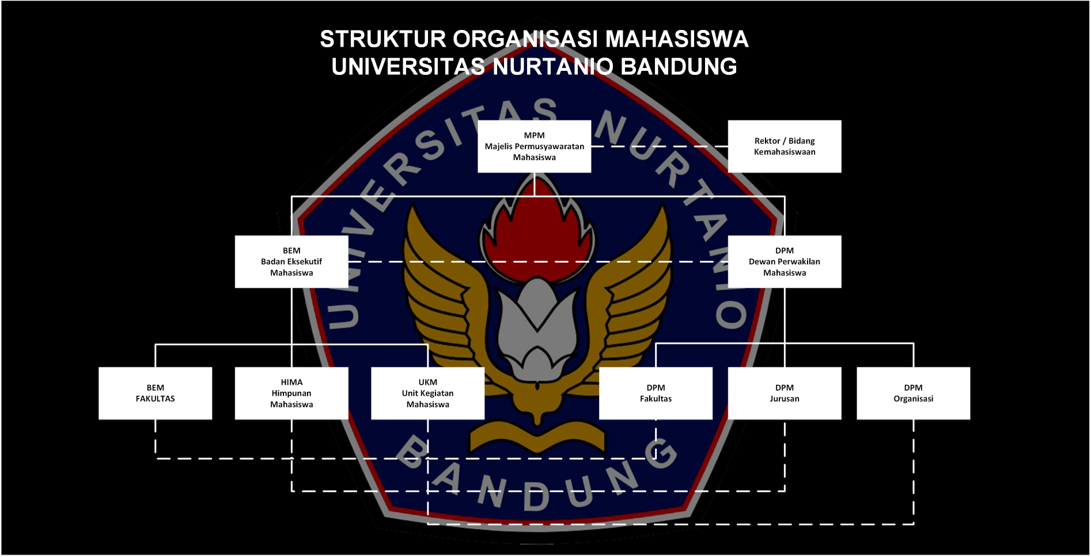 STRUKTUR ORGANISASI MAHASISWA
UNIVERSITAS NURTANIO BANDUNG
UNIVERSITAS NURTANIO
MPM
Majelis Permusyawaratan
Mahasiswa
Rektor / Bidang
Kemahasiswaan
BEM
Badan Eksekutif
Mahasiswa
DPM
Dewan Perwakilan
Mahasiswa
BEM
FAKULTAS
HIMA
Himpunan
Mahasiswa
UKM
Unit Kegiatan
Mahasiswa
DPM
Fakultas
DPM
Jurusan
DPM
Organisasi
BANDUNG